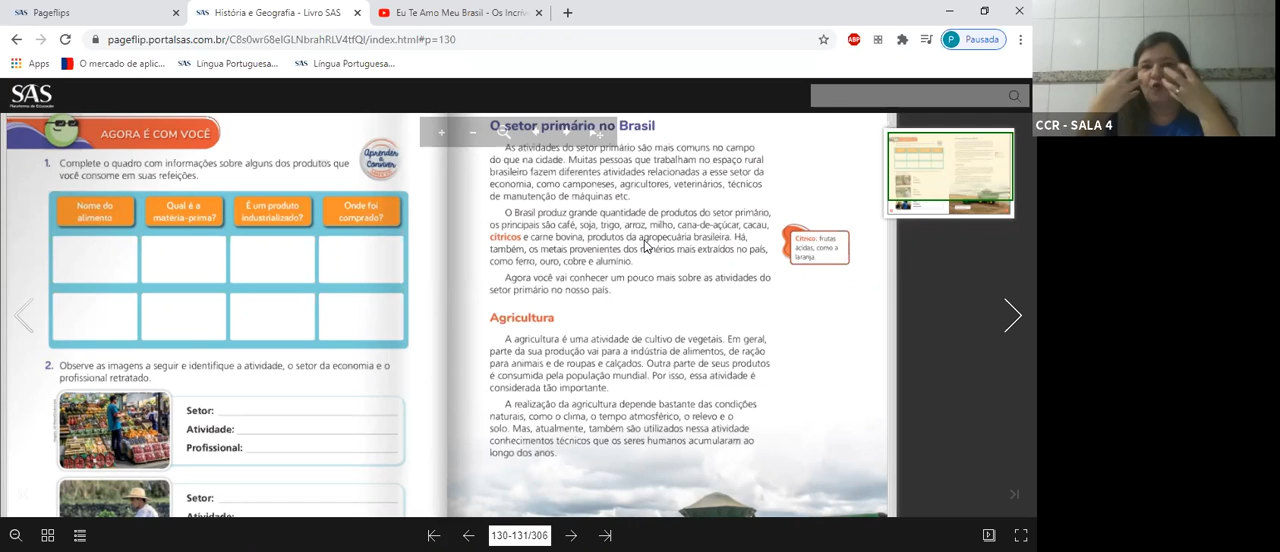 Pageflips
História e Geografia - Livro SAS
Eu Te Amo Meu Brasil - Os Incríve
pageflip.portalsas.com.br/C8s0wr68eIGLNbrahRLV4tfQl/index.html#p=130
ABP
P Pausada
Apps
O mercado de aplic...
Língua Portuguesa...
Língua Portuguesa...
SAS
Plataforma de Educação
CCR - SALA 4
AGORA É COM VOCÊ
Aprender e Conviver
1. Complete o quadro com informações sobre alguns dos produtos que
você consome em suas refeições.
Nome do alimento
Qual é a matéria-prima?
É um produto industrializado?
Onde foi comprado?
2. Observe as imagens a seguir e identifique a atividade, o setor da economia e o
profissional retratado.
Setor:
Atividade:
Profissional:
Setor:
Atividade:
O setor primário no Brasil
As atividades do setor primário são mais comuns no campo
do que na cidade. Muitas pessoas que trabalham no espaço rural
brasileiro fazem diferentes atividades relacionadas a esse setor da
economia, como camponeses, agricultores, veterinários, técnicos
de manutenção de máquinas etc.
O Brasil produz grande quantidade de produtos do setor primário,
os principais são café, soja, trigo, arroz, milho, cana-de-açúcar, cacau,
cítricos e carne bovina, produtos da agropecuária brasileira. Há,
também, os metais provenientes dos minérios mais extraídos no país,
como ferro, ouro, cobre e alumínio.
Agora você vai conhecer um pouco mais sobre as atividades do
setor primário no nosso país.
Cítrico: frutas
ácidas, como a
laranja.
Agricultura
A agricultura é uma atividade de cultivo de vegetais. Em geral,
parte da sua produção vai para a indústria de alimentos, de ração
para animais e de roupas e calçados. Outra parte de seus produtos
é consumida pela população mundial. Por isso, essa atividade é
considerada tão importante.
A realização da agricultura depende bastante das condições
naturais, como o clima, o tempo atmosférico, o relevo e o
solo. Mas, atualmente, também são utilizados nessa atividade
conhecimentos técnicos que os seres humanos acumularam ao
longo dos anos.
130-131/306